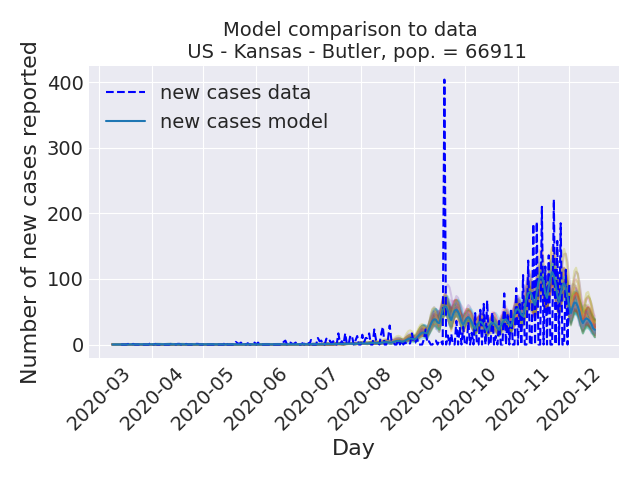 Model comparison to data
US - Kansas - Butler, pop. = 66911
Number of new cases reported
400
300
200
100
0
new cases data
new cases model
2020-03
2020-04
2020-05
2020-06
2020-07
2020-08
2020-09
2020-10
2020-11
2020-12
Day